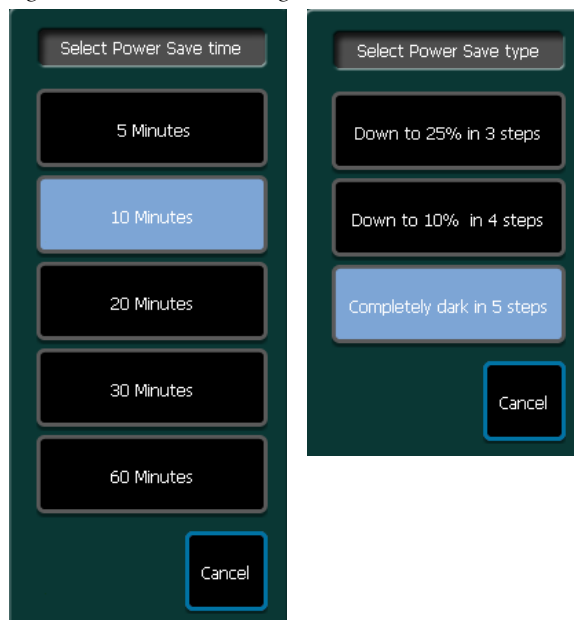 Select Power Save time
5 Minutes
10 Minutes
20 Minutes
30 Minutes
60 Minutes
Cancel
Select Power Save type
Down to 25% in 3 steps
Down to 10% in 4 steps
Completely dark in 5 steps
Cancel